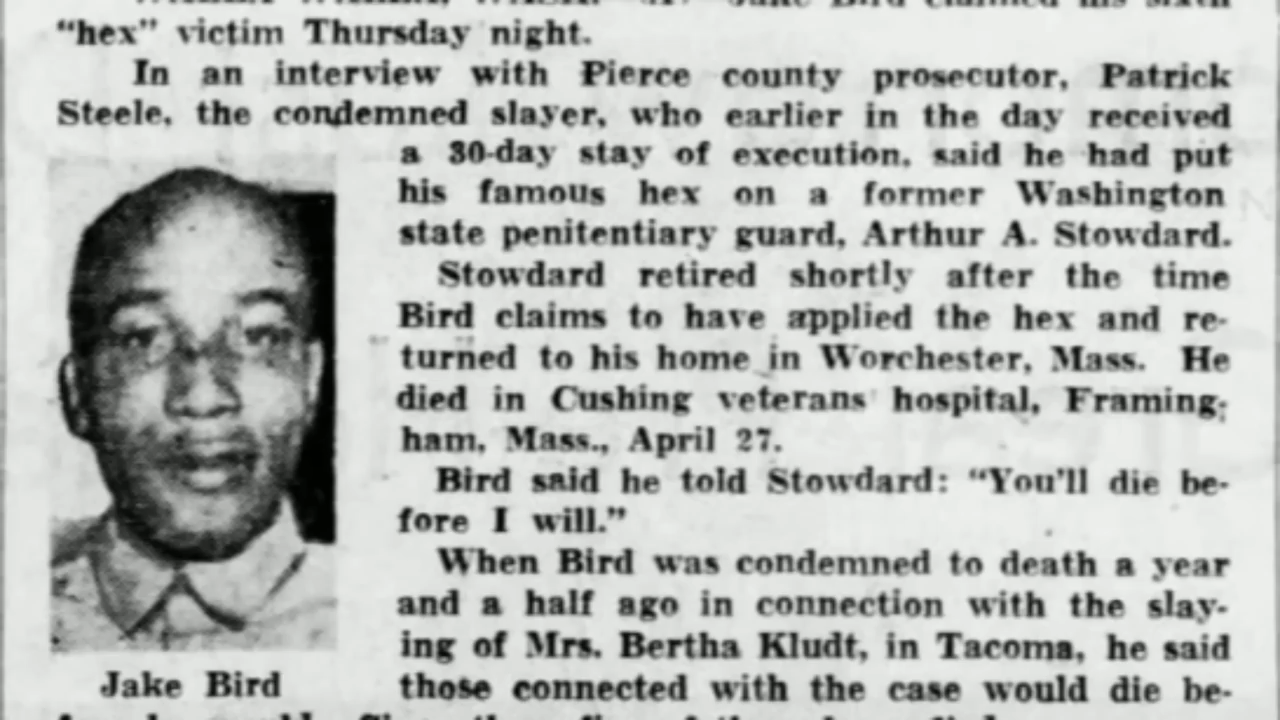 Jake Bird claimed his sixth
"hex" victim Thursday night.
In an interview with Pierce county prosecutor, Patrick
Steele, the condemned slayer, who earlier in the day received
a 30-day stay of execution, said he had put
his famous hex on a former Washington
state penitentiary guard, Arthur A. Stowdard.
Stowdard retired shortly after the time
Bird claims to have applied the hex and re-
turned to his home in Worchester, Mass. He
died in Cushing veterans hospital, Framing-
ham, Mass., April 27.
Bird said he told Stowdard: "You'll die be-
fore I will."
When Bird was condemned to death a year
and a half ago in connection with the slay-
ing of Mrs. Bertha Kludt, in Tacoma, he said
those connected with the case would die be-
Jake Bird